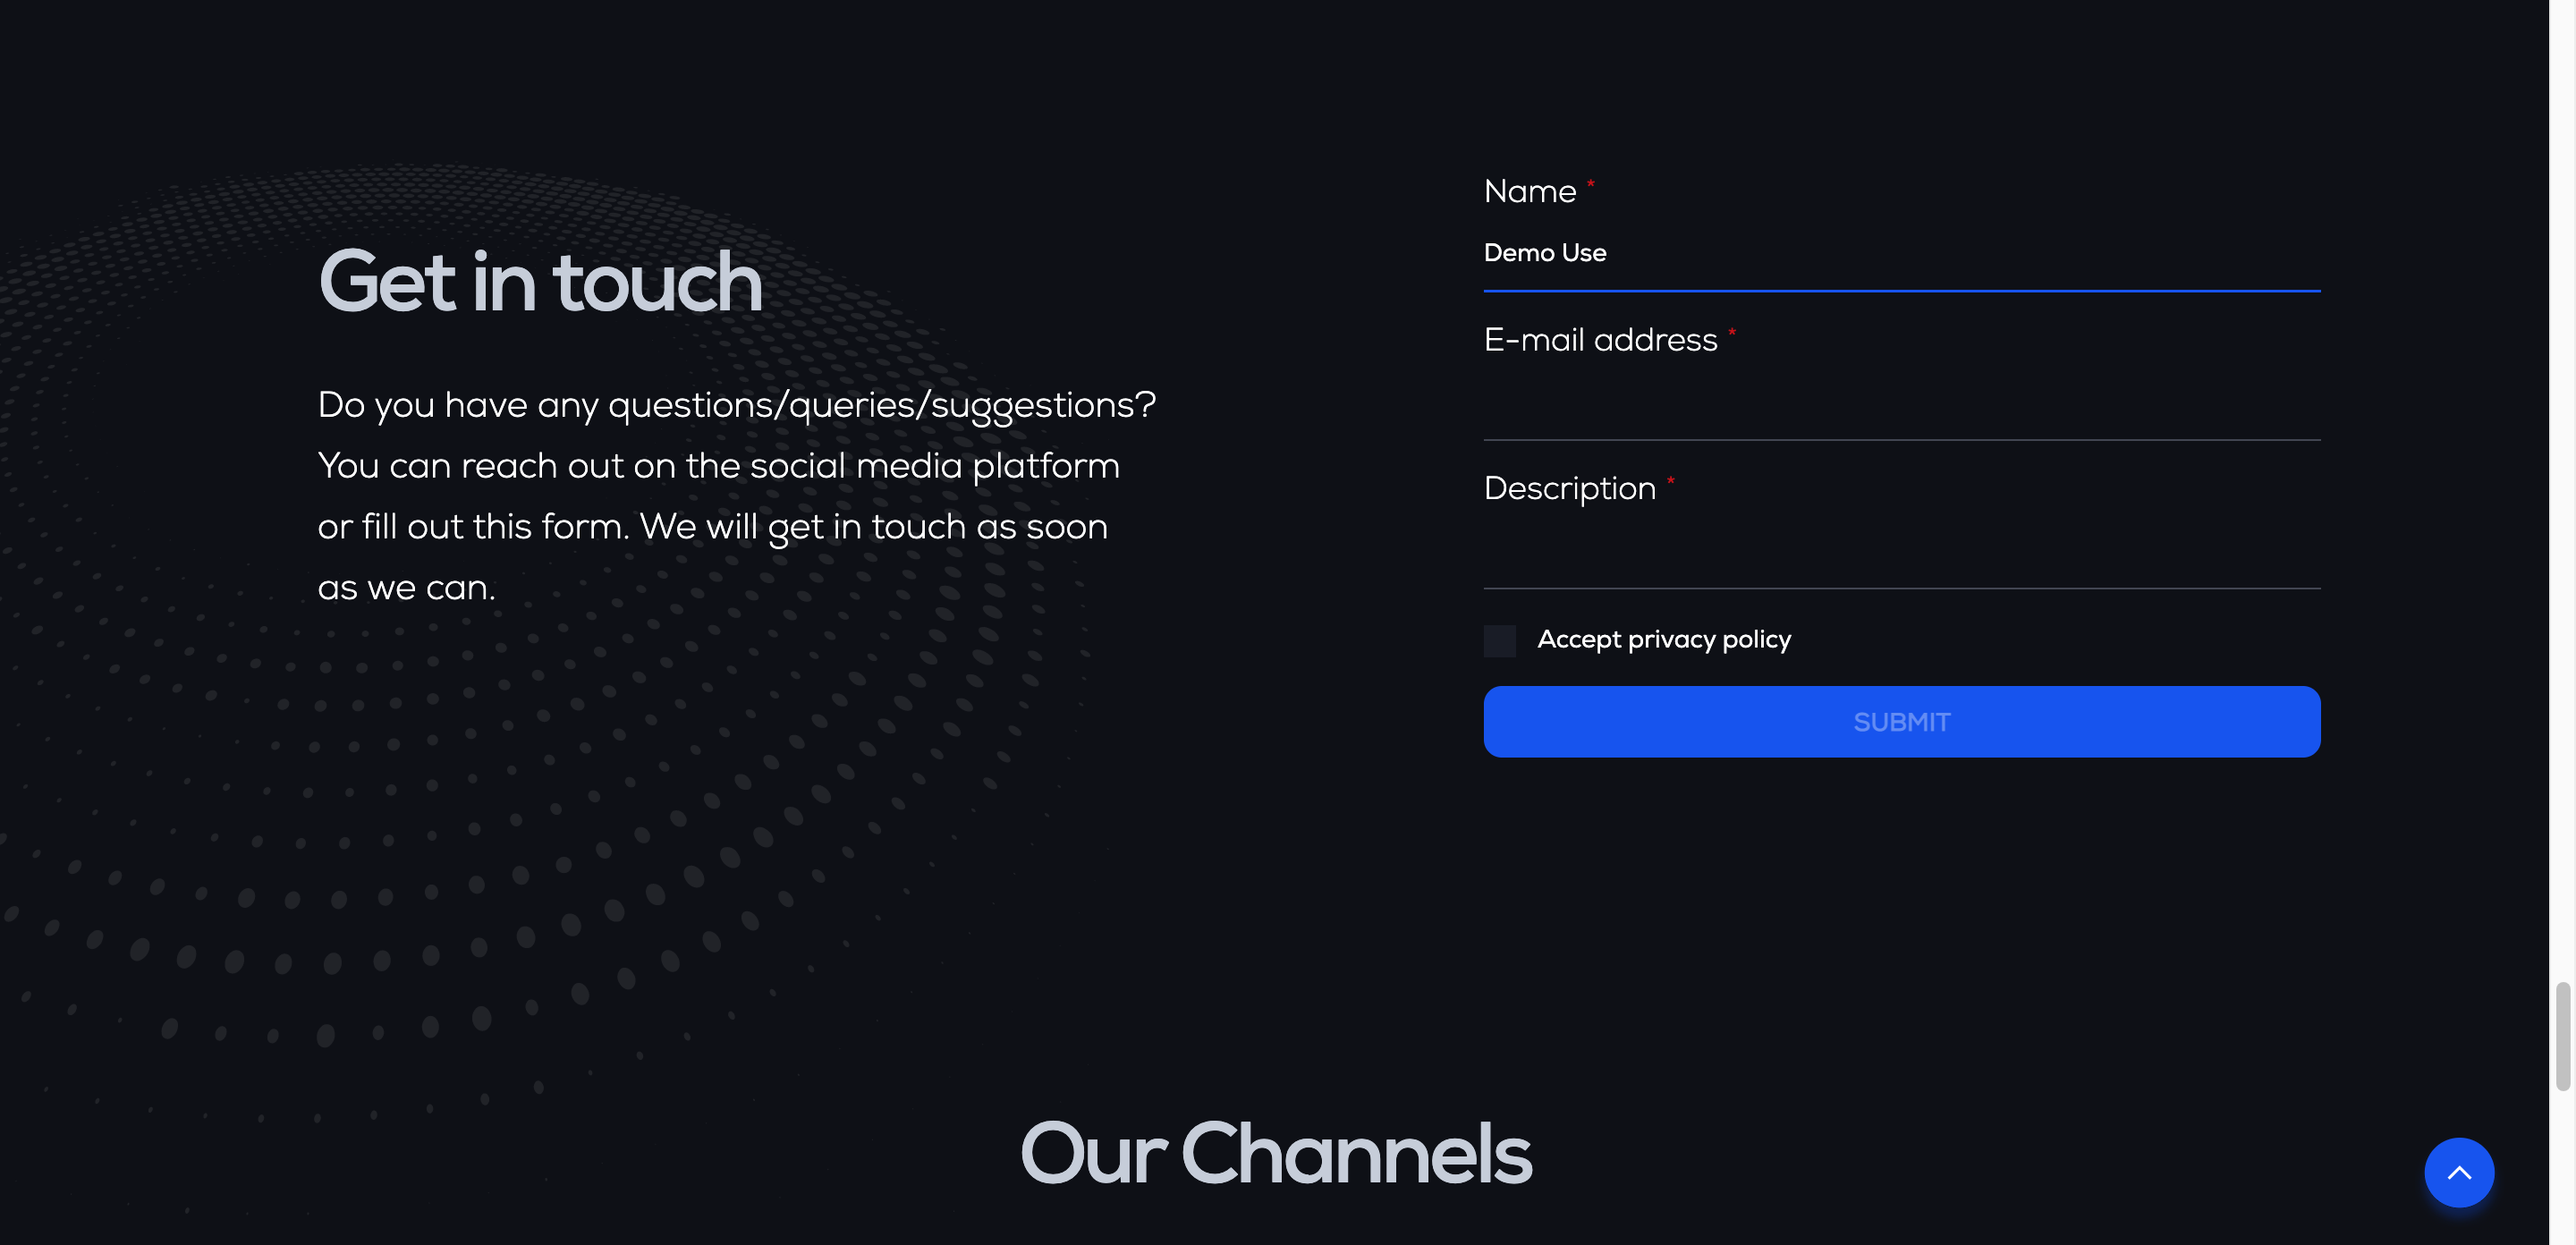 Get in touch
Do you have any questions/queries/suggestions?
You can reach out on the social media platform
or fill out this form. We will get in touch as soon
as we can.
Name *
Demo Use
E-mail address *
Description *
Accept privacy policy
SUBMIT
Our Channels